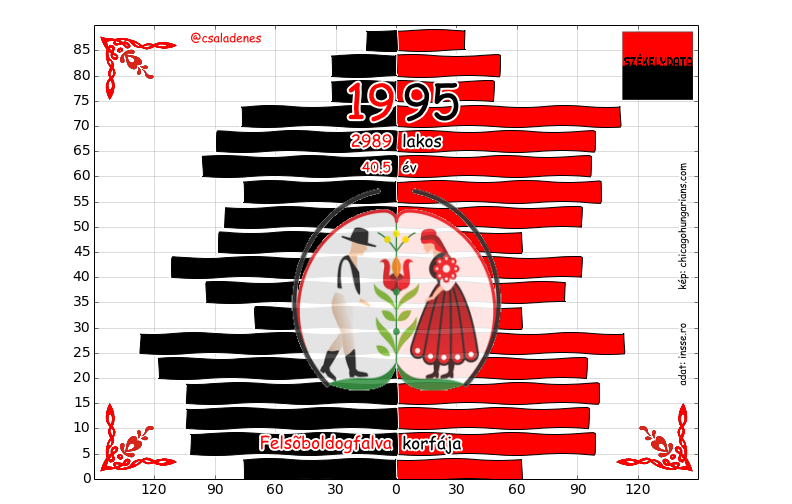 @csaladenes
SZÉKELYDATA
1995
2989 lakos
40.5 év
kép: chicagohungarians.com
adat: insse.ro
Felsőboldogfalva korfája
85
80
75
70
65
60
55
50
45
40
35
30
25
20
15
10
5
0
120 90 60 30 0 30 60 90 120